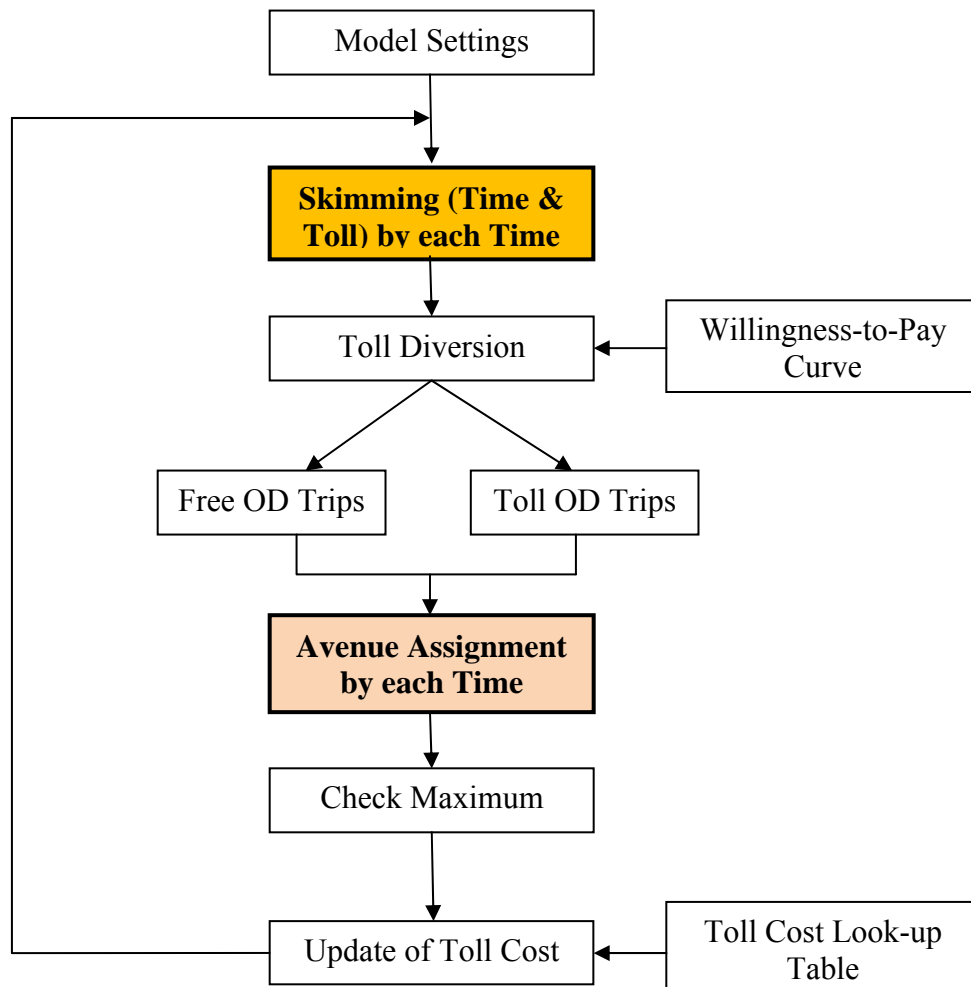 Model Settings
Skimming (Time &
Toll) by each Time
Toll Diversion
Willingness-to-Pay
Curve
Free OD Trips
Toll OD Trips
Avenue Assignment
by each Time
Check Maximum
Update of Toll Cost
Toll Cost Look-up
Table